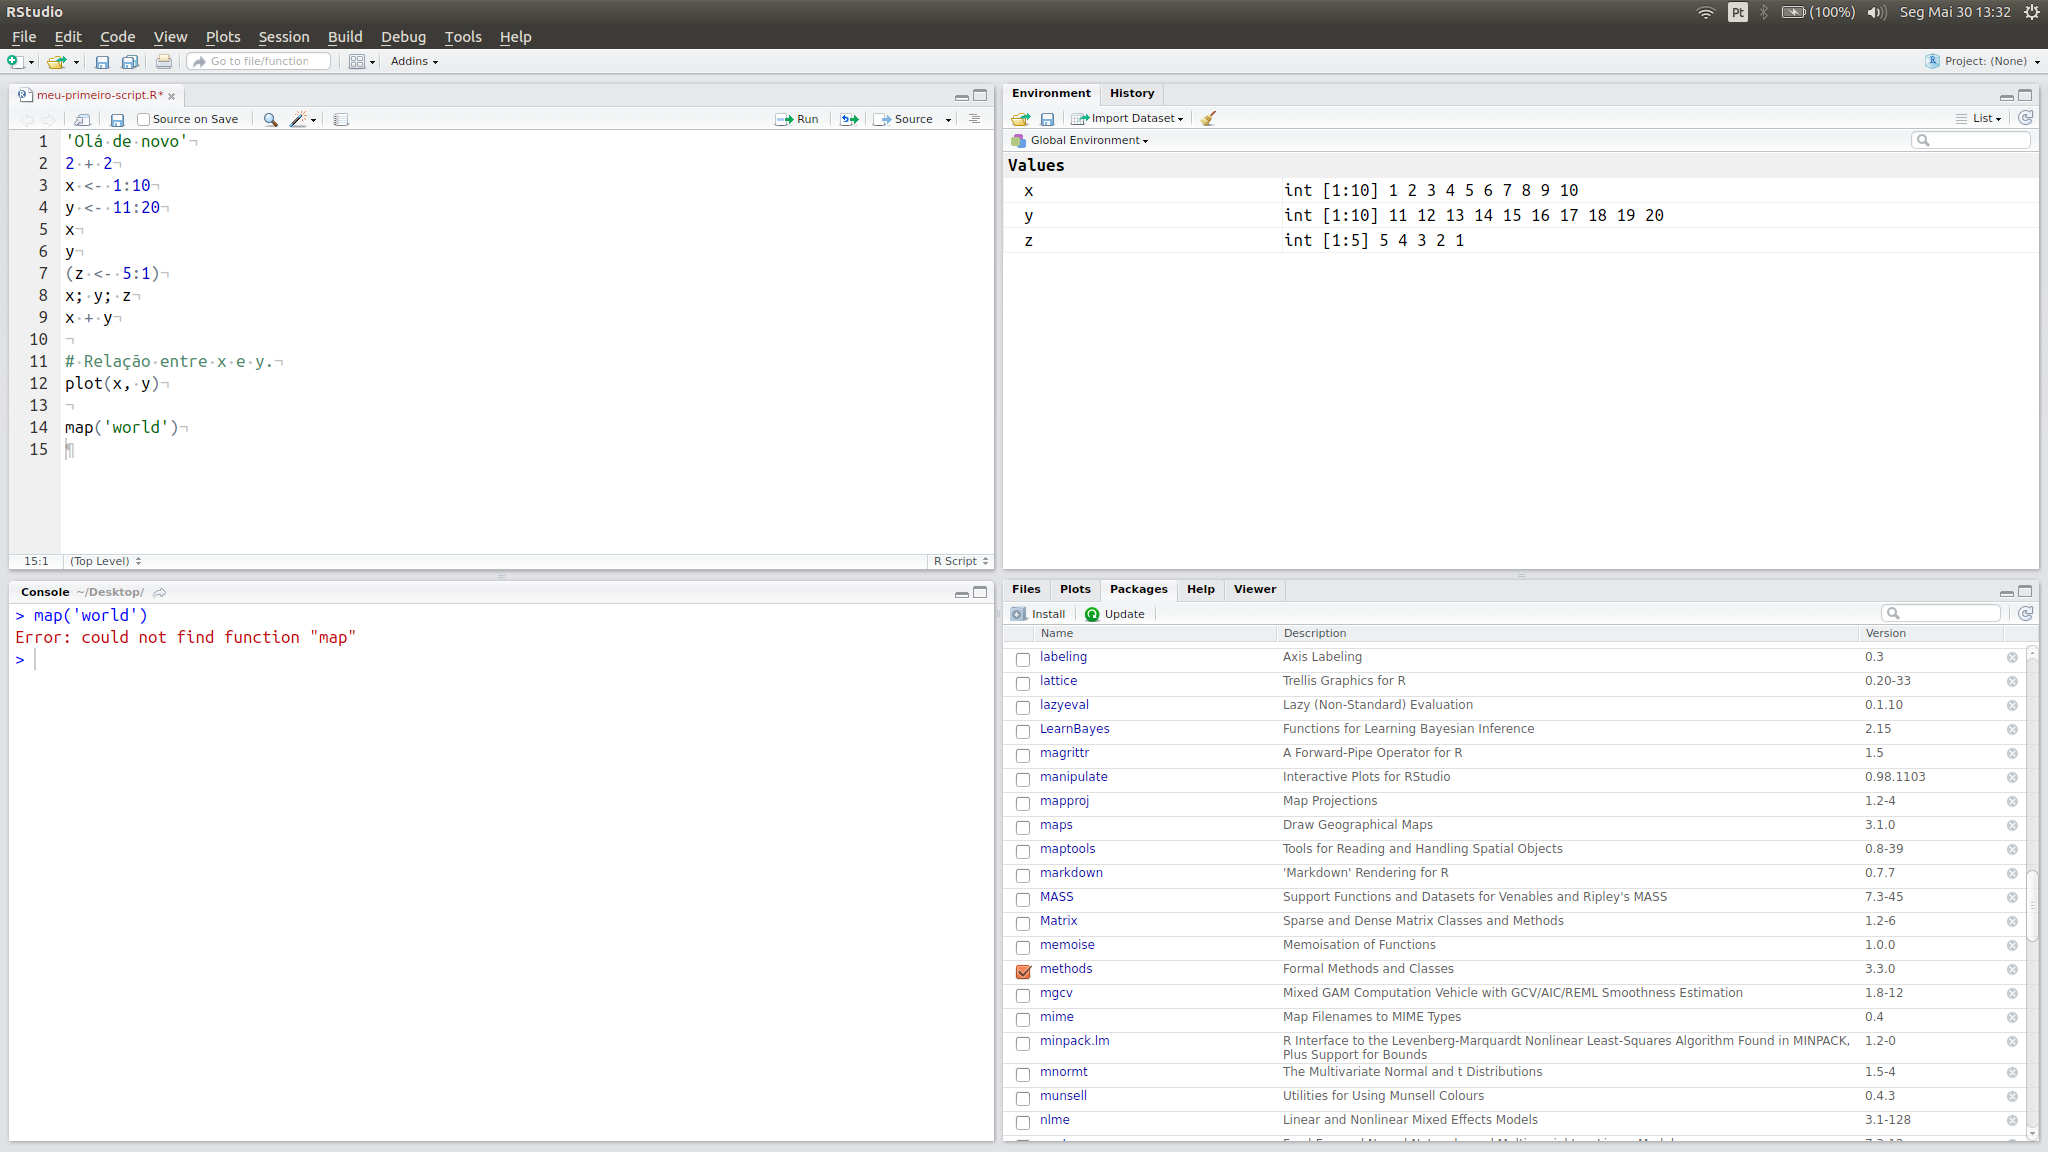 RStudio
Pt (100%) Seg Mai 30 13:32
File Edit Code View Plots Session Build Debug Tools Help
Go to file/function Addins Project: (None)
meu-primeiro-script.R*
Source on Save Run Source
1 'Olá de novo'
2 2 + 2
3 x <- 1:10
4 y <- 11:20
5 x
6 y
7 (z <- 5:1)
8 x; y; z
9 x + y
10
11 # Relação entre x e y.
12 plot(x, y)
13
14 map('world')
15
15:1 (Top Level) R Script
Console ~/Desktop/
> map('world')
Error: could not find function "map"
>
Environment History
Import Dataset List
Global Environment
Values
x int [1:10] 1 2 3 4 5 6 7 8 9 10
y int [1:10] 11 12 13 14 15 16 17 18 19 20
z int [1:5] 5 4 3 2 1
Files Plots Packages Help Viewer
Install Update
Name Description Version
labeling Axis Labeling 0.3
lattice Trellis Graphics for R 0.20-33
lazyeval Lazy (Non-Standard) Evaluation 0.1.10
LearnBayes Functions for Learning Bayesian Inference 2.15
magrittr A Forward-Pipe Operator for R 1.5
manipulate Interactive Plots for RStudio 0.98.1103
mapproj Map Projections 1.2-4
maps Draw Geographical Maps 3.1.0
maptools Tools for Reading and Handling Spatial Objects 0.8-39
markdown 'Markdown' Rendering for R 0.7.7
MASS Support Functions and Datasets for Venables and Ripley's MASS 7.3-45
Matrix Sparse and Dense Matrix Classes and Methods 1.2-6
memoise Memoisation of Functions 1.0.0
methods Formal Methods and Classes 3.3.0
mgcv Mixed GAM Computation Vehicle with GCV/AIC/REML Smoothness Estimation 1.8-12
mime Map Filenames to MIME Types 0.4
minpack.lm R Interface to the Levenberg-Marquardt Nonlinear Least-Squares Algorithm Found in MINPACK, 1.2-0
Plus Support for Bounds
mnormt The Multivariate Normal and t Distributions 1.5-4
munsell Utilities for Using Munsell Colours 0.4.3
nlme Linear and Nonlinear Mixed Effects Models 3.1-128